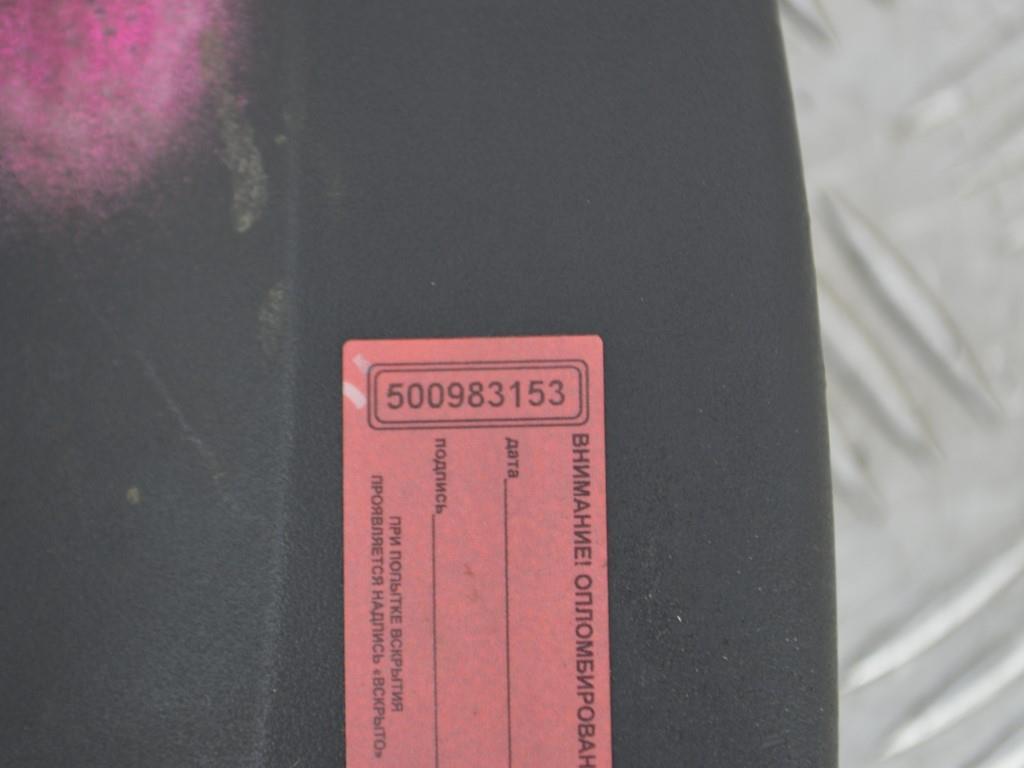 500983153
ВНИМАНИЕ! ОПЛОМБИРОВАН
дата
подпись
ПРИ ПОПЫТКЕ ВСКРЫТИЯ
ПРОЯВЛЯЕТСЯ НАДПИСЬ «ВСКРЫТО»